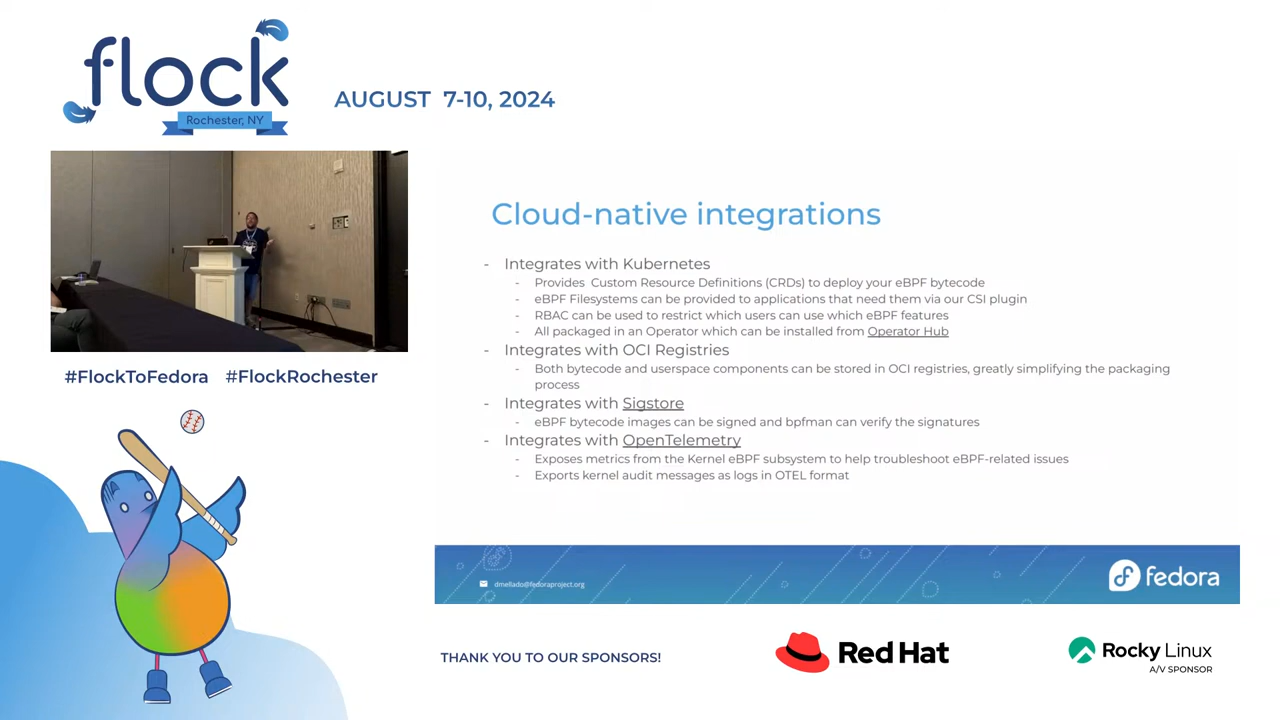 flock
Rochester, NY
AUGUST 7-10, 2024
#FlockToFedora #FlockRochester
Cloud-native integrations
- Integrates with Kubernetes
- Provides Custom Resource Definitions (CRDs) to deploy your eBPF bytecode
- eBPF Filesystems can be provided to applications that need them via our CSI plugin
- RBAC can be used to restrict which users can use which eBPF features
- All packaged in an Operator which can be installed from Operator Hub
- Integrates with OCI Registries
- Both bytecode and userspace components can be stored in OCI registries, greatly simplifying the packaging
process
- Integrates with Sigstore
- eBPF bytecode images can be signed and bpfman can verify the signatures
- Integrates with OpenTelemetry
- Exposes metrics from the Kernel eBPF subsystem to help troubleshoot eBPF-related issues
- Exports kernel audit messages as logs in OTEL format
dmellado@fedoraproject.org
fedora
THANK YOU TO OUR SPONSORS!
Red Hat
Rocky Linux
A/V SPONSOR